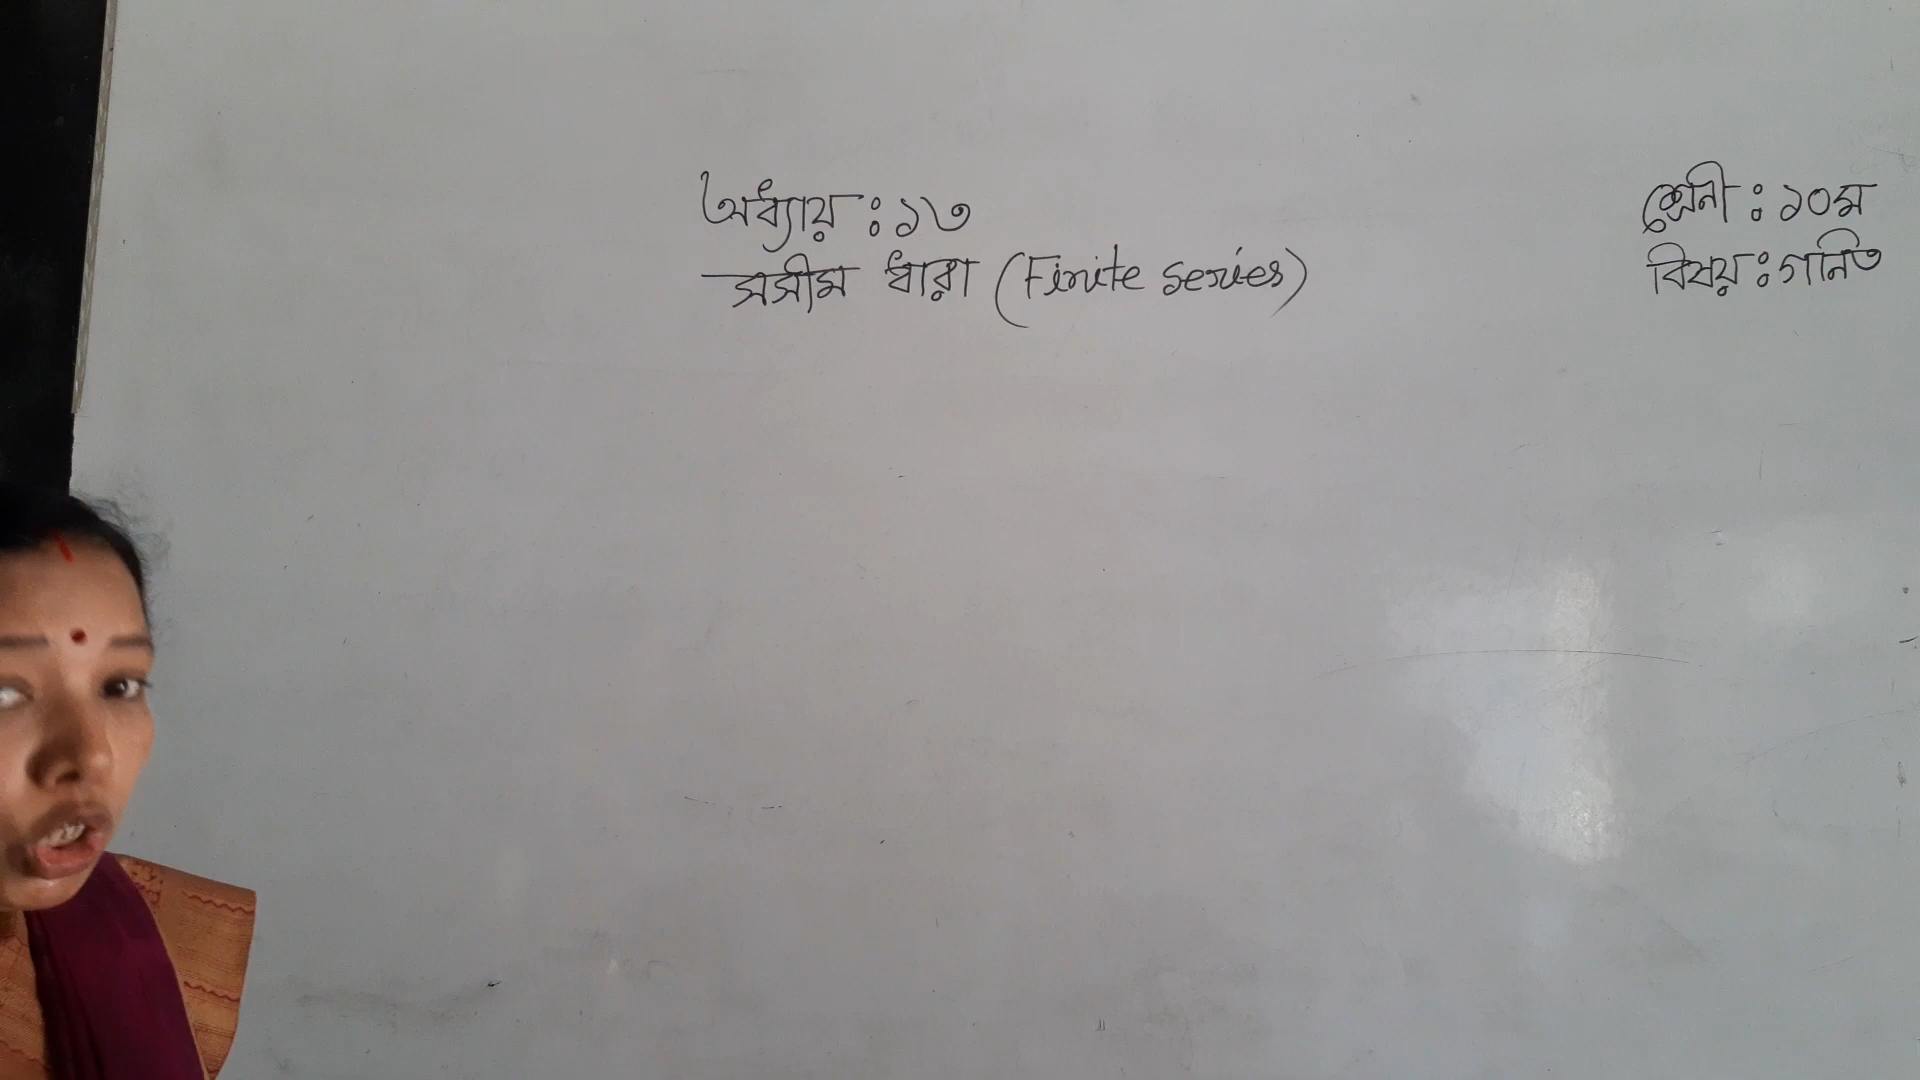 অধ্যায় : ১৩
সসীম ধারা (Finite series)
শ্রেনী : ১০ম
বিষয় : গনিত